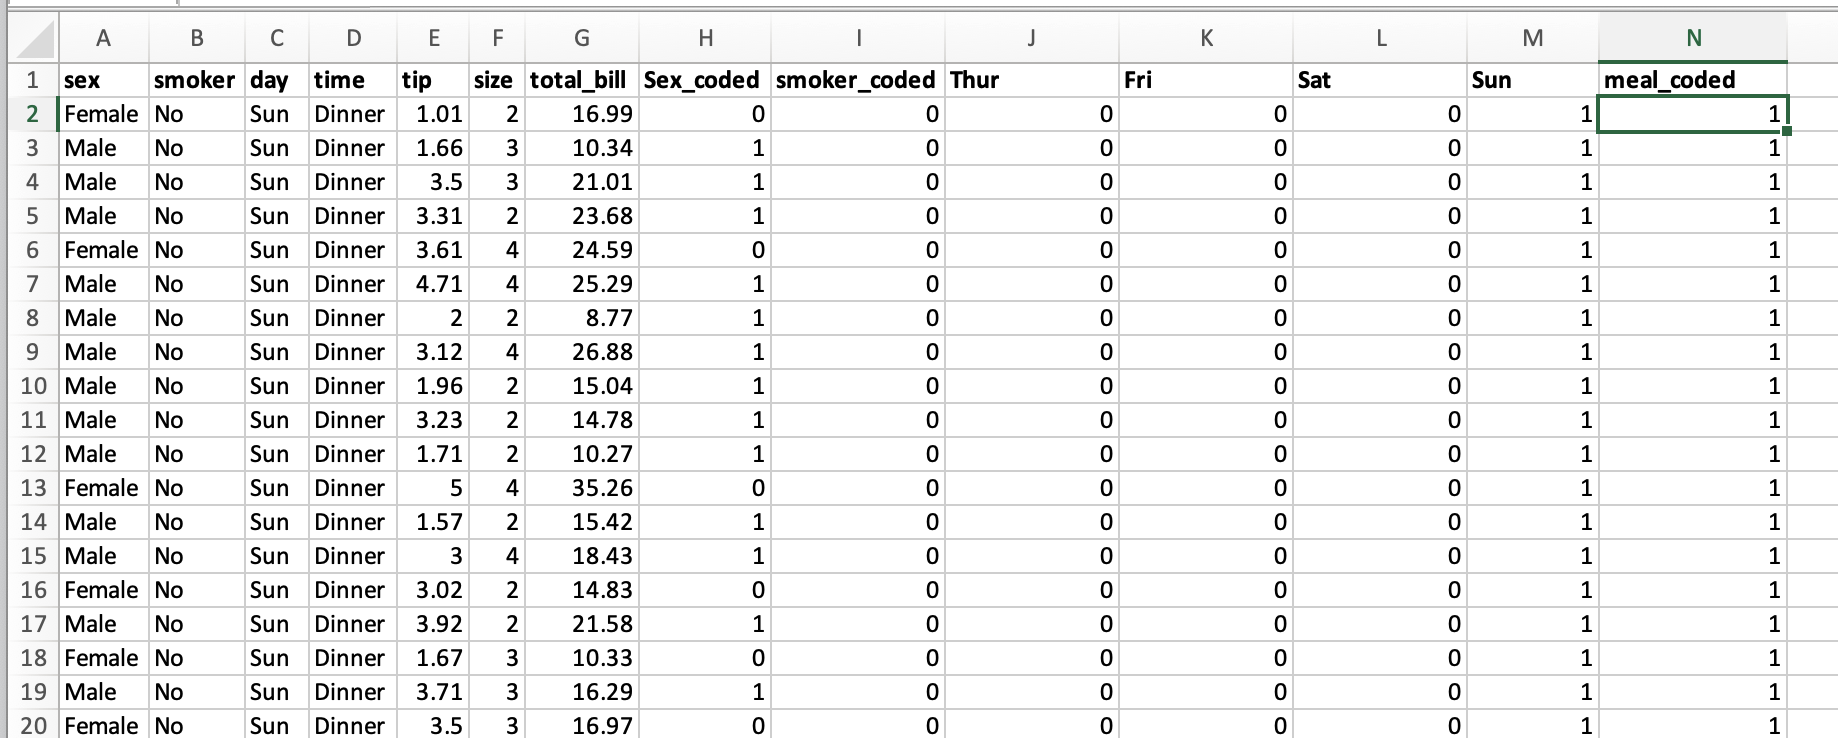 A B C D E F G H I J K L M N
1 sex smoker day time tip size total_bill Sex_coded smoker_coded Thur Fri Sat Sun meal_coded
2 Female No Sun Dinner 1.01 2 16.99 0 0 0 0 0 1 1
3 Male No Sun Dinner 1.66 3 10.34 1 0 0 0 0 1 1
4 Male No Sun Dinner 3.5 3 21.01 1 0 0 0 0 1 1
5 Male No Sun Dinner 3.31 2 23.68 1 0 0 0 0 1 1
6 Female No Sun Dinner 3.61 4 24.59 0 0 0 0 0 1 1
7 Male No Sun Dinner 4.71 4 25.29 1 0 0 0 0 1 1
8 Male No Sun Dinner 2 2 8.77 1 0 0 0 0 1 1
9 Male No Sun Dinner 3.12 4 26.88 1 0 0 0 0 1 1
10 Male No Sun Dinner 1.96 2 15.04 1 0 0 0 0 1 1
11 Male No Sun Dinner 3.23 2 14.78 1 0 0 0 0 1 1
12 Male No Sun Dinner 1.71 2 10.27 1 0 0 0 0 1 1
13 Female No Sun Dinner 5 4 35.26 0 0 0 0 0 1 1
14 Male No Sun Dinner 1.57 2 15.42 1 0 0 0 0 1 1
15 Male No Sun Dinner 3 4 18.43 1 0 0 0 0 1 1
16 Female No Sun Dinner 3.02 2 14.83 0 0 0 0 0 1 1
17 Male No Sun Dinner 3.92 2 21.58 1 0 0 0 0 1 1
18 Female No Sun Dinner 1.67 3 10.33 0 0 0 0 0 1 1
19 Male No Sun Dinner 3.71 3 16.29 1 0 0 0 0 1 1
20 Female No Sun Dinner 3.5 3 16.97 0 0 0 0 0 1 1